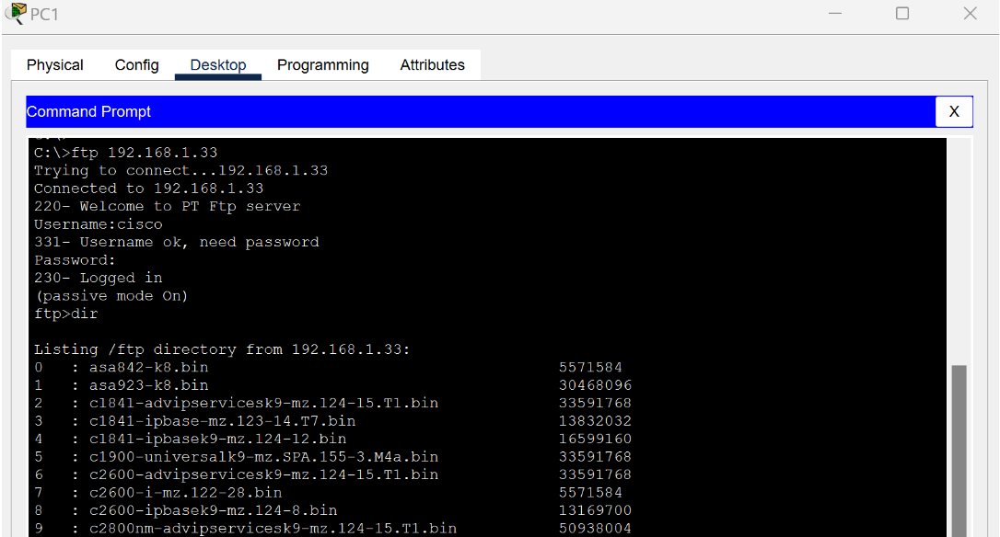 PC1
Physical Config Desktop Programming Attributes
Command Prompt X
C:\>ftp 192.168.1.33
Trying to connect...192.168.1.33
Connected to 192.168.1.33
220- Welcome to PT Ftp server
Username:cisco
331- Username ok, need password
Password:
230- Logged in
(passive mode On)
ftp>dir
Listing /ftp directory from 192.168.1.33:
0 : asa842-k8.bin 5571584
1 : asa923-k8.bin 30468096
2 : c1841-advipservicesk9-mz.124-15.T1.bin 33591768
3 : c1841-ipbase-mz.123-14.T7.bin 13832032
4 : c1841-ipbasek9-mz.124-12.bin 16599160
5 : c1900-universalk9-mz.SPA.155-3.M4a.bin 33591768
6 : c2600-advipservicesk9-mz.124-15.T1.bin 33591768
7 : c2600-i-mz.122-28.bin 5571584
8 : c2600-ipbasek9-mz.124-8.bin 13169700
9 : c2800nm-advipservicesk9-mz.124-15.T1.bin 50938004